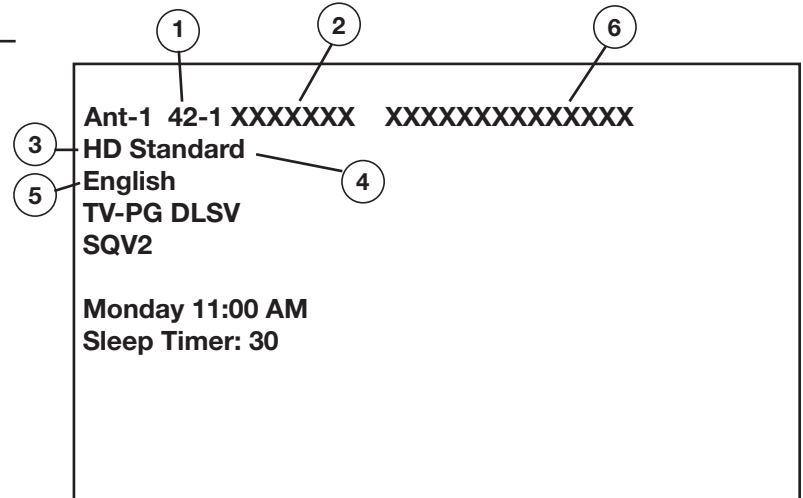 1 2 6
Ant-1 42-1 XXXXXXX XXXXXXXXXXXXXX
3 HD Standard
5 English 4
TV-PG DLSV
SQV2
Monday 11:00 AM
Sleep Timer: 30